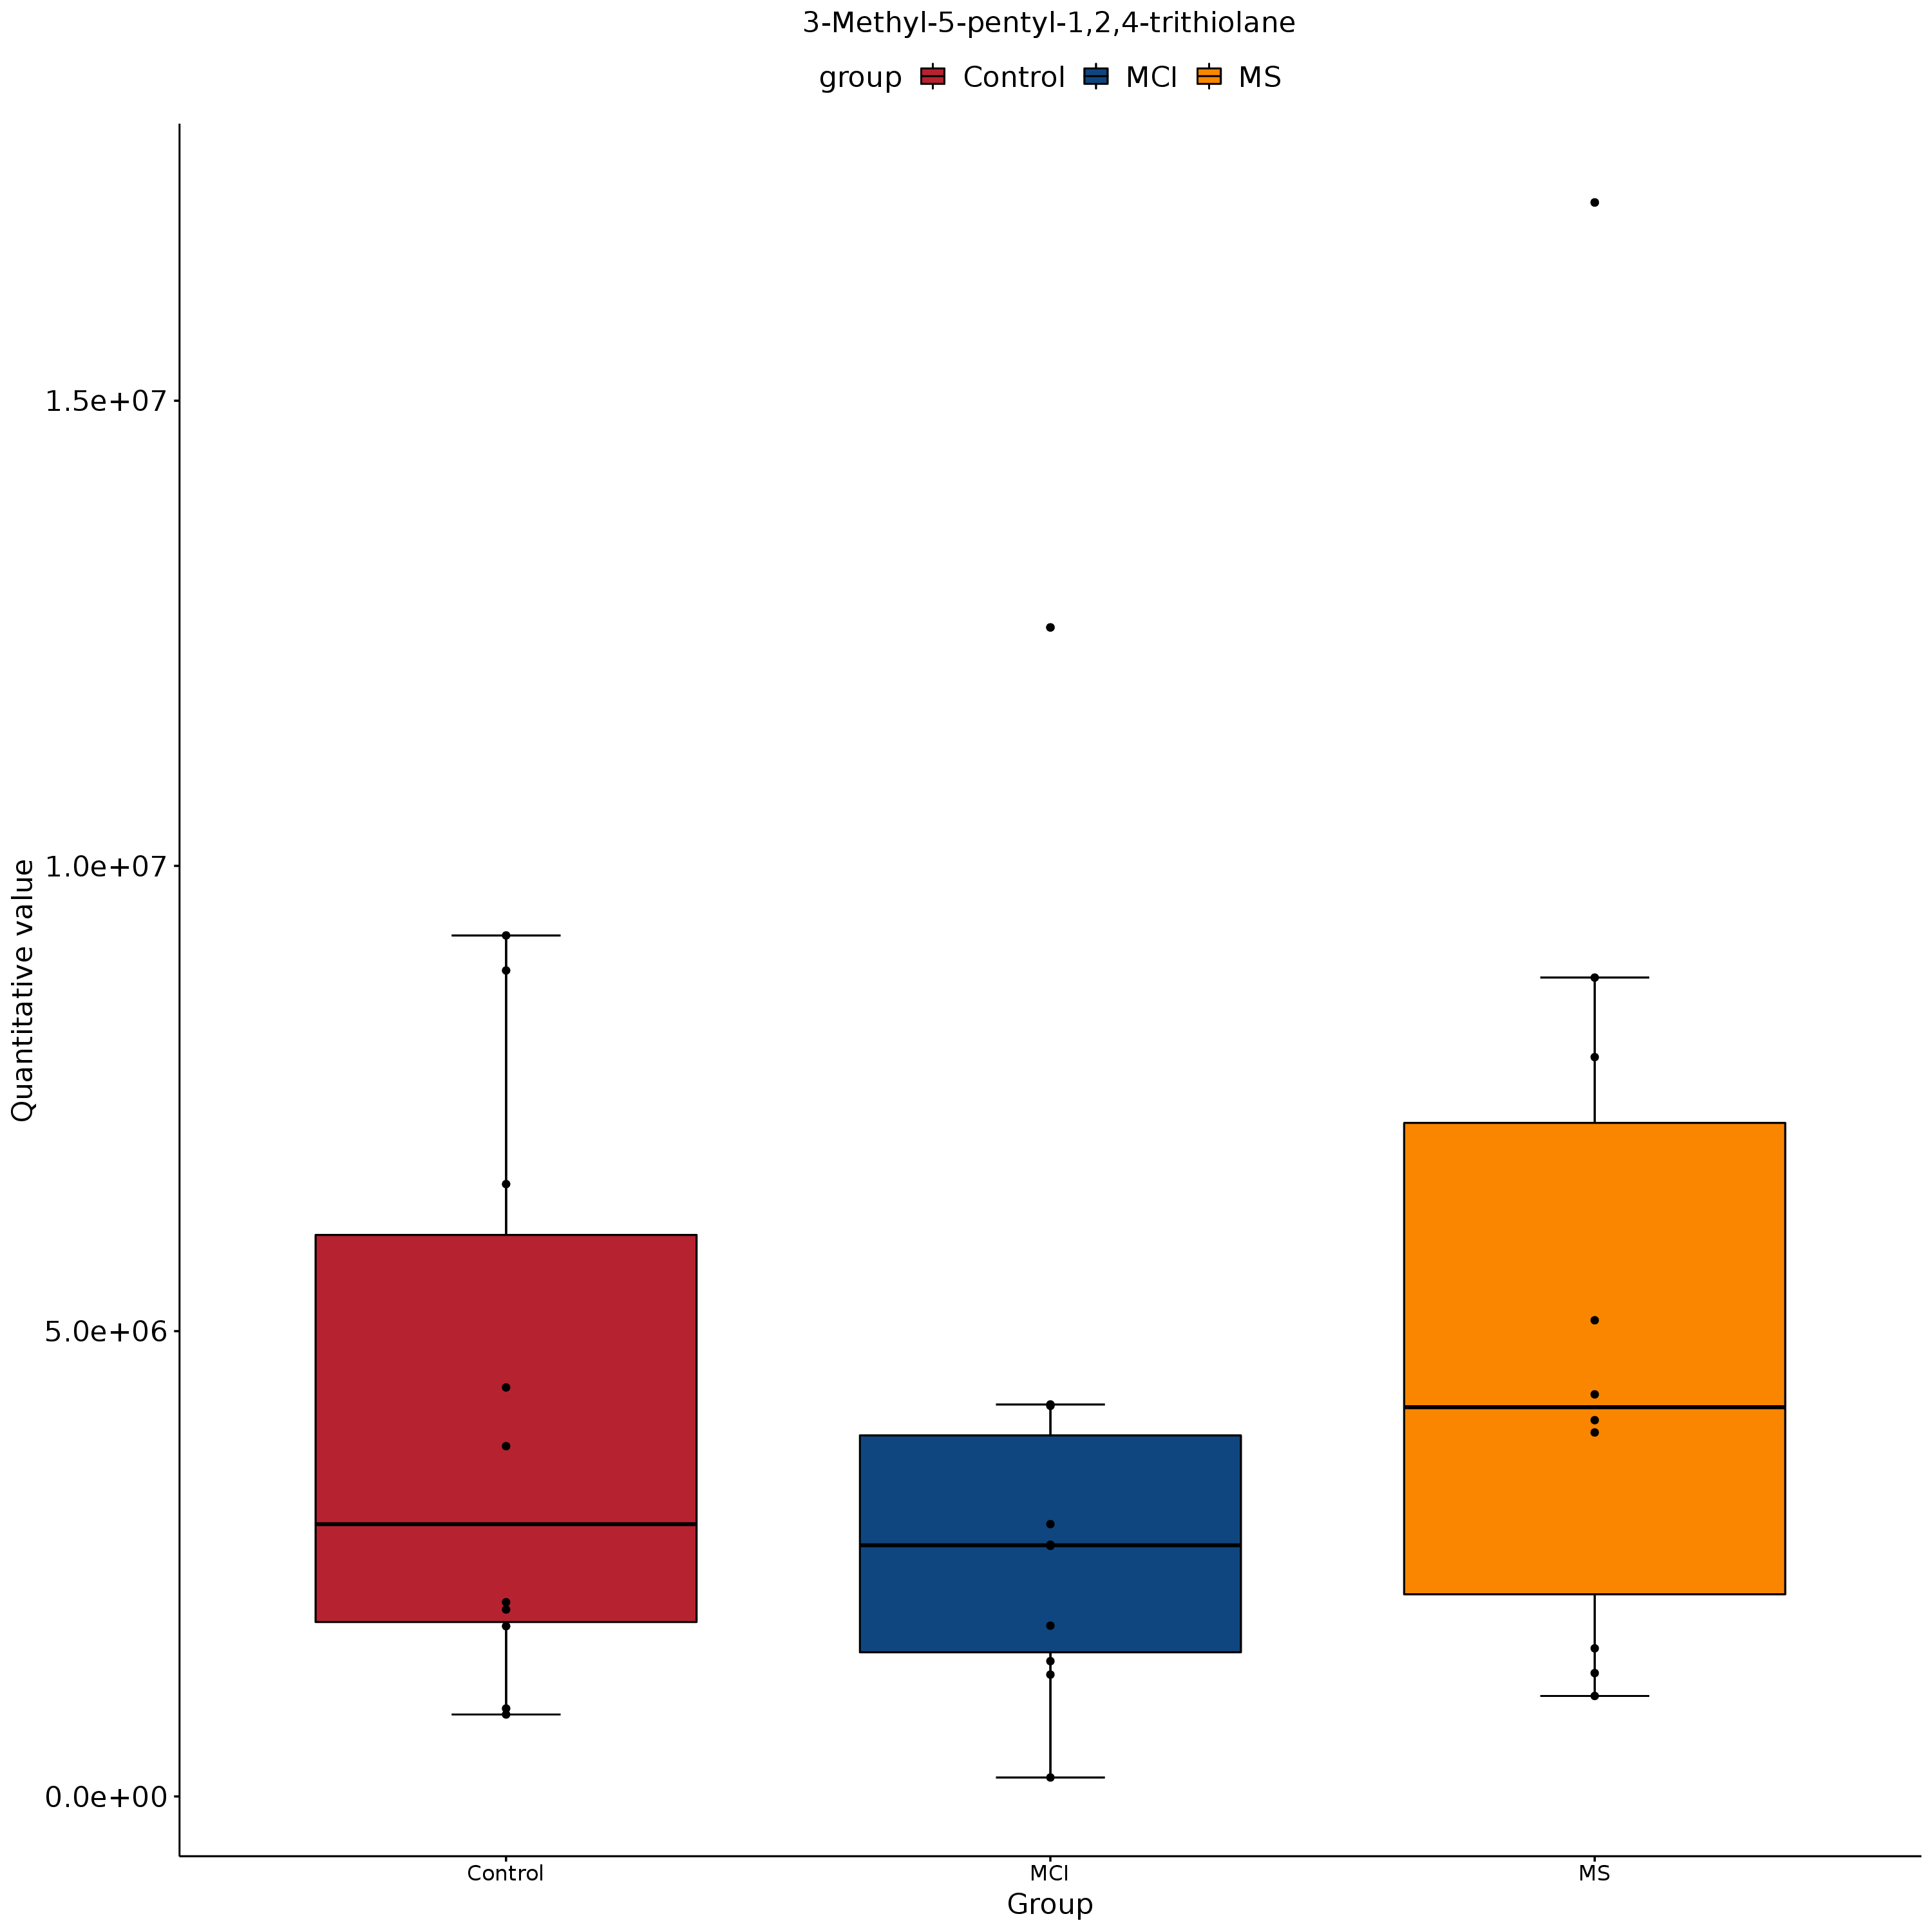 3-Methyl-5-pentyl-1,2,4-trithiolane
group Control MCI MS
Quantitative value
1.5e+07
1.0e+07
5.0e+06
0.0e+00
Control MCI MS
Group